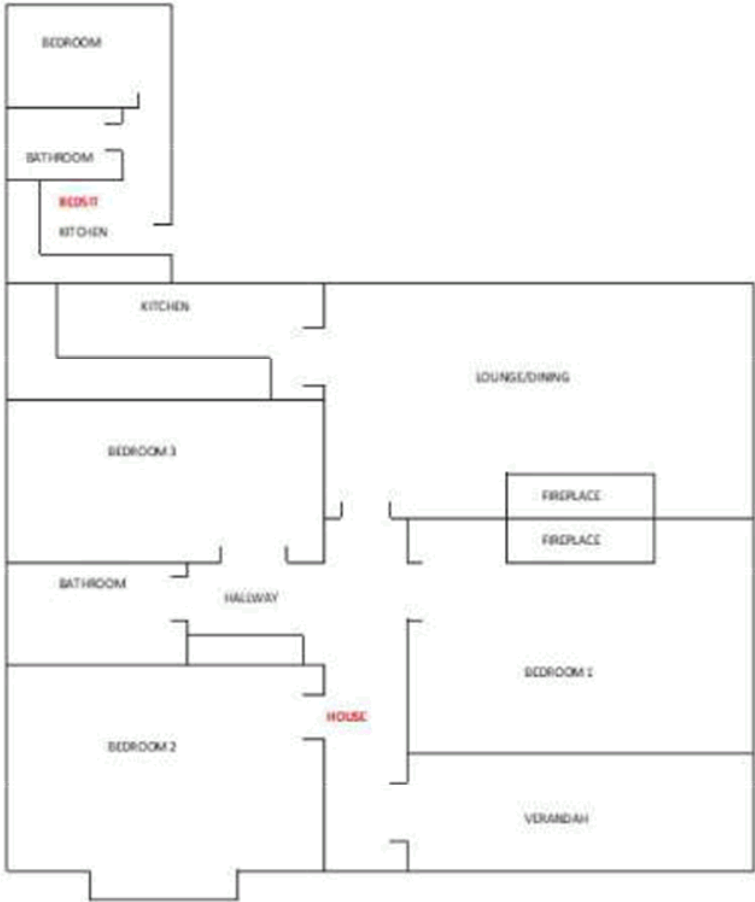 BEDROOM
BATHROOM
BEDSIT
KITCHEN
KITCHEN
LOUNGE/DINING
BEDROOM 3
FIREPLACE
FIREPLACE
BATHROOM
HALLWAY
BEDROOM 1
HOUSE
BEDROOM 2
VERANDAH